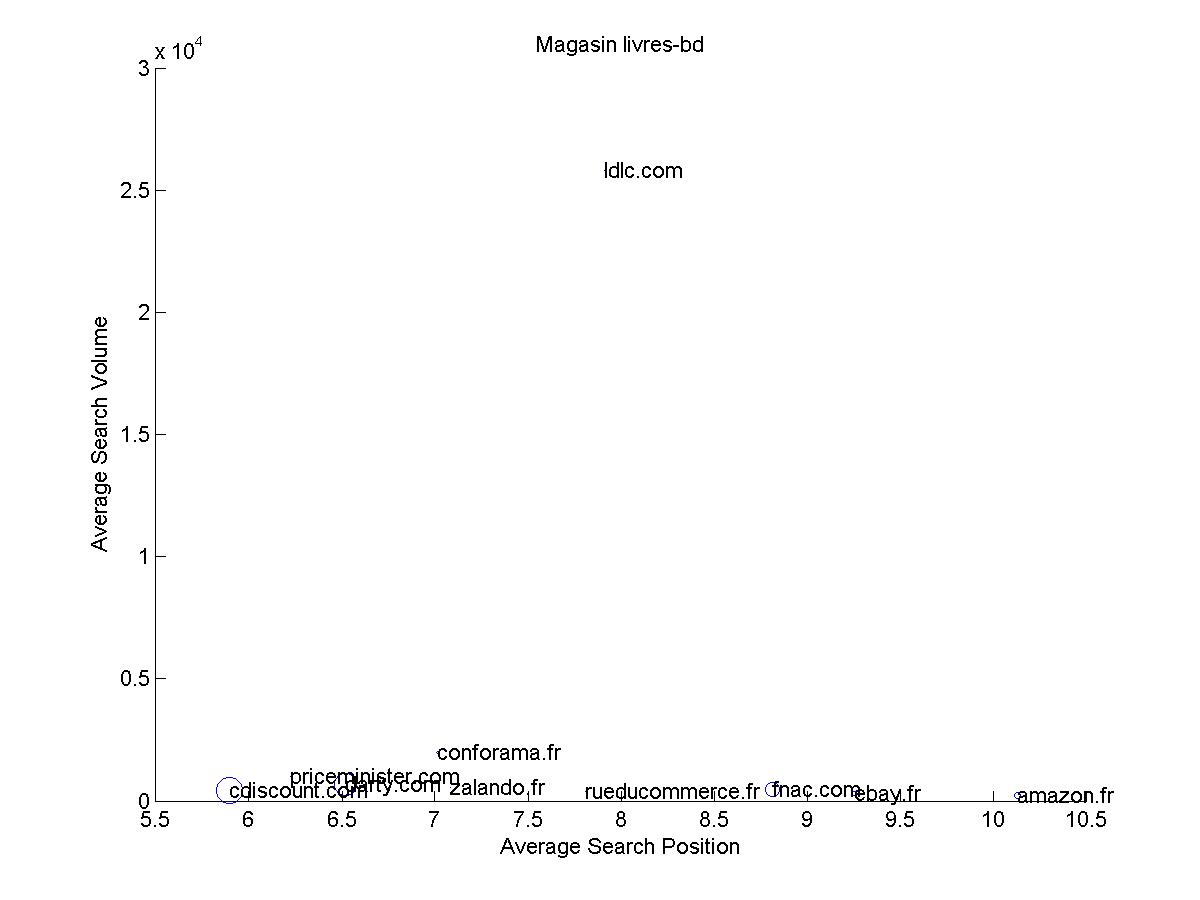 Magasin livres-bd
x 10^4
3
2.5
2
1.5
1
0.5
0
Average Search Volume
ldlc.com
conforama.fr
priceminister.com
darty.com
zalando.fr
cdiscount.com
rueducommerce.fr
fnac.com
ebay.fr
amazon.fr
5.5 6 6.5 7 7.5 8 8.5 9 9.5 10 10.5
Average Search Position